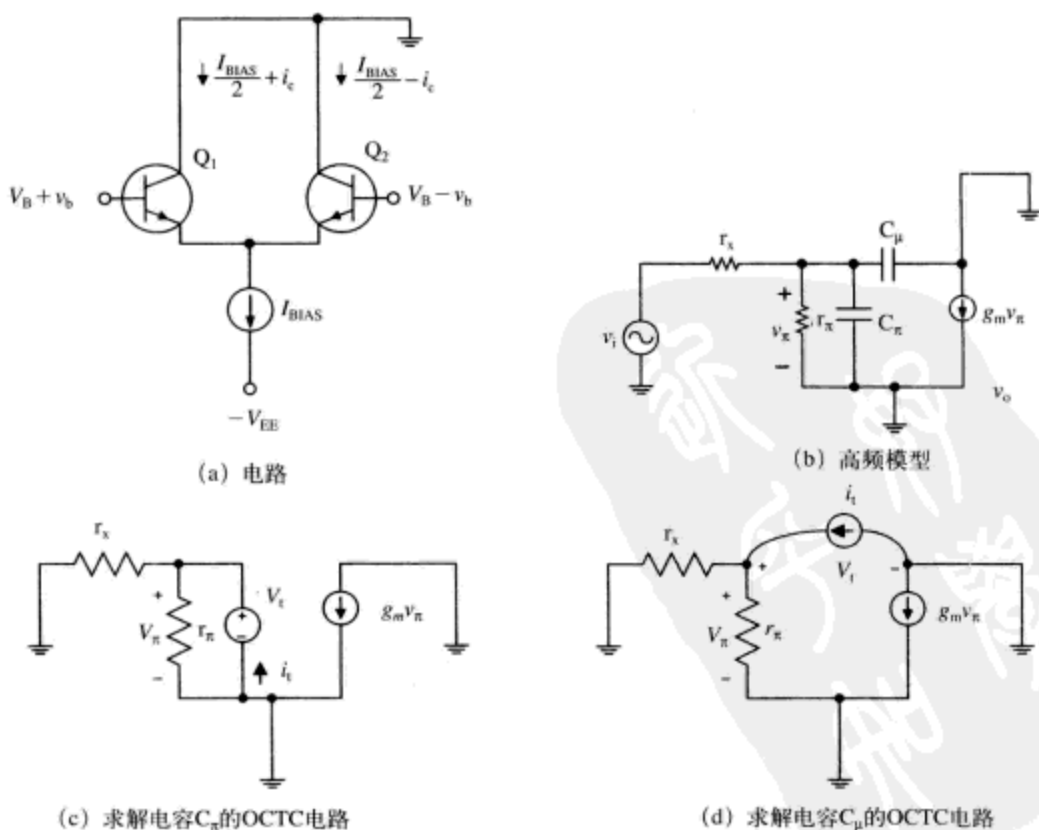 I_BIAS/2 + i_c
I_BIAS/2 − i_c
Q₁
Q₂
V_B + v_b
V_B − v_b
I_BIAS
−V_EE
(a) 电路
r_x
C_μ
+
v_π
−
r_π
C_π
g_m v_π
v_i
v_o
(b) 高频模型
r_x
+
V_π
−
r_π
V_t
+
−
i_t
g_m v_π
(c) 求解电容C_π的OCTC电路
i_t
r_x
+
V_t
−
+
V_π
−
r_π
g_m v_π
(d) 求解电容C_μ的OCTC电路